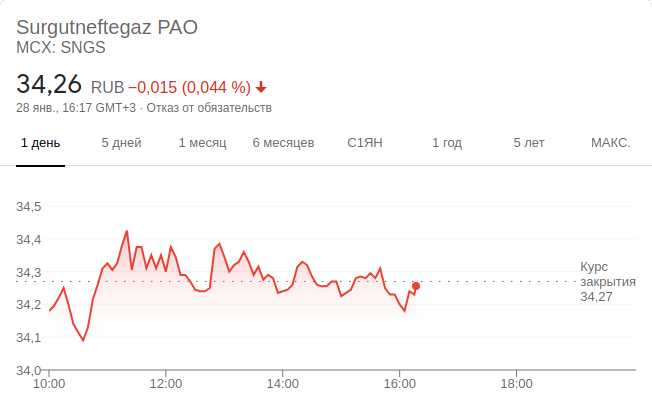 Surgutneftegaz PAO
MCX: SNGS
34,26 RUB −0,015 (0,044 %)
28 янв., 16:17 GMT+3 · Отказ от обязательств
1 день 5 дней 1 месяц 6 месяцев С1ЯН 1 год 5 лет МАКС.
34,5
34,4
34,3
34,2
34,1
34,0
Курс
закрытия
34,27
10:00 12:00 14:00 16:00 18:00